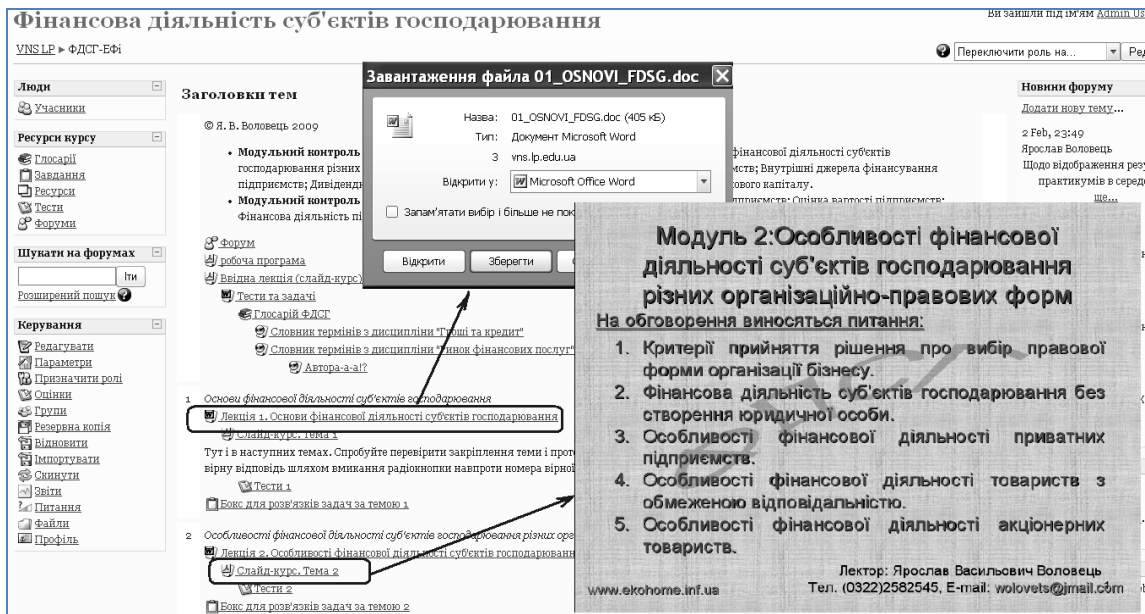 Фінансова діяльність суб'єктів господарювання
Ви зайшли під ім'ям Admin Us
VNS LP ► ФДСГ-ЕФі
Переключити роль на...
Ред
Люди
Учасники
Ресурси курсу
Глосарії
Завдання
Ресурси
Тести
Форуми
Шукати на форумах
Іти
Розширений пошук
Керування
Редагувати
Параметри
Призначити ролі
Оцінки
Групи
Резервна копія
Відновити
Імпортувати
Скинути
Звіти
Питання
Файли
Профіль
Заголовки тем
© Я. В. Воловець 2009
• Модульний контроль
господарювання різних
підприємств; Дивіденд
• Модульний контроль
Фінансова діяльність пі
фінансової діяльності суб'єктів
мств; Внутрішні джерела фінансування
ового капіталу.
підприємств; Оцінка вартості підприємств;
Форум
робоча програма
Ввідна лекція (слайд-курс)
Тести та задачі
Глосарій ФДСГ
Словник термінів з дисципліни "Гроші та кредит"
Словник термінів з дисципліни "Ринок фінансових послуг"
Автора-а-а!?
1 Основи фінансової діяльності суб'єктів господарювання
Лекція 1. Основи фінансової діяльності суб'єктів господарювання
Слайд-курс. Тема 1
Тут і в наступних темах. Спробуйте перевірити закріплення теми і прот
вірну відповідь шляхом вмикання радіокнопки навпроти номера вірної
Тести 1
Бокс для розв'язків задач за темою 1
2 Особливості фінансової діяльності суб'єктів господарювання різних орг
Лекція 2. Особливості фінансової діяльності суб'єктів господарюванн
Слайд-курс. Тема 2
Тести 2
Бокс для розв'язків задач за темою 2
Завантаження файла 01_OSNOVI_FDSG.doc
Назва: 01_OSNOVI_FDSG.doc (405 кБ)
Тип: Документ Microsoft Word
З vns.lp.edu.ua
Відкрити у: Microsoft Office Word
Запам'ятати вибір і більше не пок
Відкрити
Зберегти
Новини форуму
Додати нову тему...
2 Feb, 23:49
Ярослав Воловець
Щодо відображення резу
практикумів в серед
ще...
Модуль 2:Особливості фінансової
діяльності суб'єктів господарювання
різних організаційно-правових форм
На обговорення виносяться питання:
1. Критерії прийняття рішення про вибір правової
форми організації бізнесу.
2. Фінансова діяльність суб'єктів господарювання без
створення юридичної особи.
3. Особливості фінансової діяльності приватних
підприємств.
4. Особливості фінансової діяльності товариств з
обмеженою відповідальністю.
5. Особливості фінансової діяльності акціонерних
товариств.
Лектор: Ярослав Васильович Воловець
www.ekohome.inf.ua
Тел. (0322)2582545, E-mail: wolovets@jmail.com